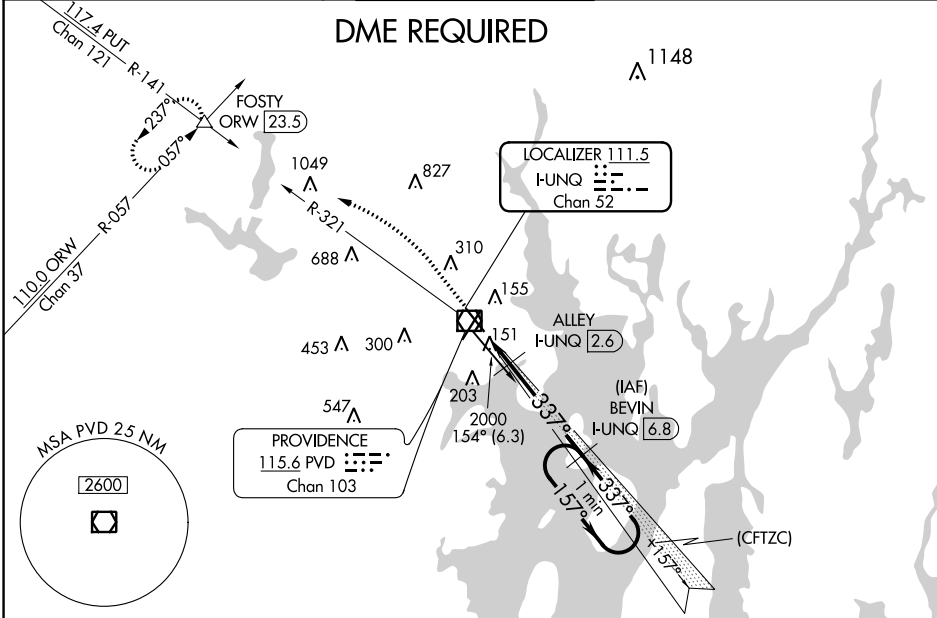 DME REQUIRED
117.4 PUT
Chan 121
R-141
1148
FOSTY
ORW 23.5
237°
057°
LOCALIZER 111.5
I-UNQ
Chan 52
1049
827
R-321
R-057
110.0 ORW
Chan 37
688
310
155
ALLEY
I-UNQ 2.6
151
453
300
203
(IAF)
BEVIN
I-UNQ 6.8
337°
2000
154° (6.3)
547
MSA PVD 25 NM
2600
PROVIDENCE
115.6 PVD
Chan 103
1 min
157°
337°
(CFTZC)
x157°